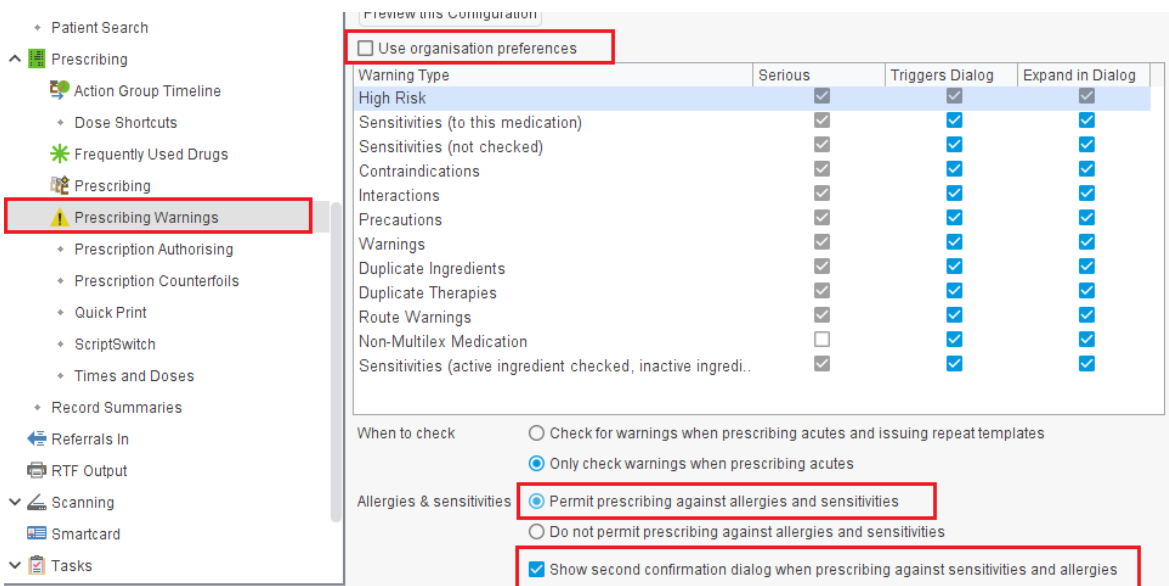 Patient Search
Prescribing
Action Group Timeline
Dose Shortcuts
Frequently Used Drugs
Prescribing
Prescribing Warnings
Prescription Authorising
Prescription Counterfoils
Quick Print
ScriptSwitch
Times and Doses
Record Summaries
Referrals In
RTF Output
Scanning
Smartcard
Tasks
Preview this Configuration
Use organisation preferences
Warning Type Serious Triggers Dialog Expand in Dialog
High Risk
Sensitivities (to this medication)
Sensitivities (not checked)
Contraindications
Interactions
Precautions
Warnings
Duplicate Ingredients
Duplicate Therapies
Route Warnings
Non-Multilex Medication
Sensitivities (active ingredient checked, inactive ingredi..
When to check Check for warnings when prescribing acutes and issuing repeat templates
Only check warnings when prescribing acutes
Allergies & sensitivities Permit prescribing against allergies and sensitivities
Do not permit prescribing against allergies and sensitivities
Show second confirmation dialog when prescribing against sensitivities and allergies